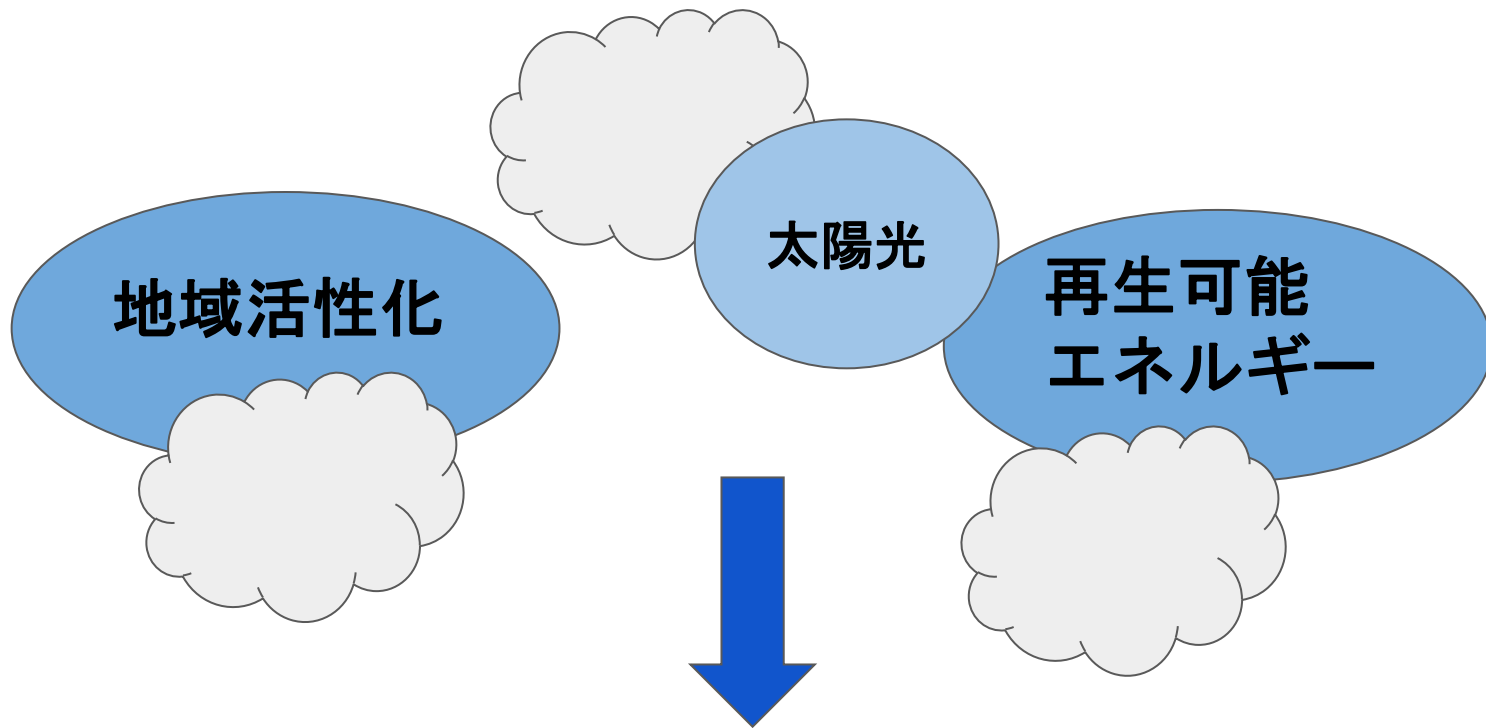 太陽光
地域活性化
再生可能
エネルギー